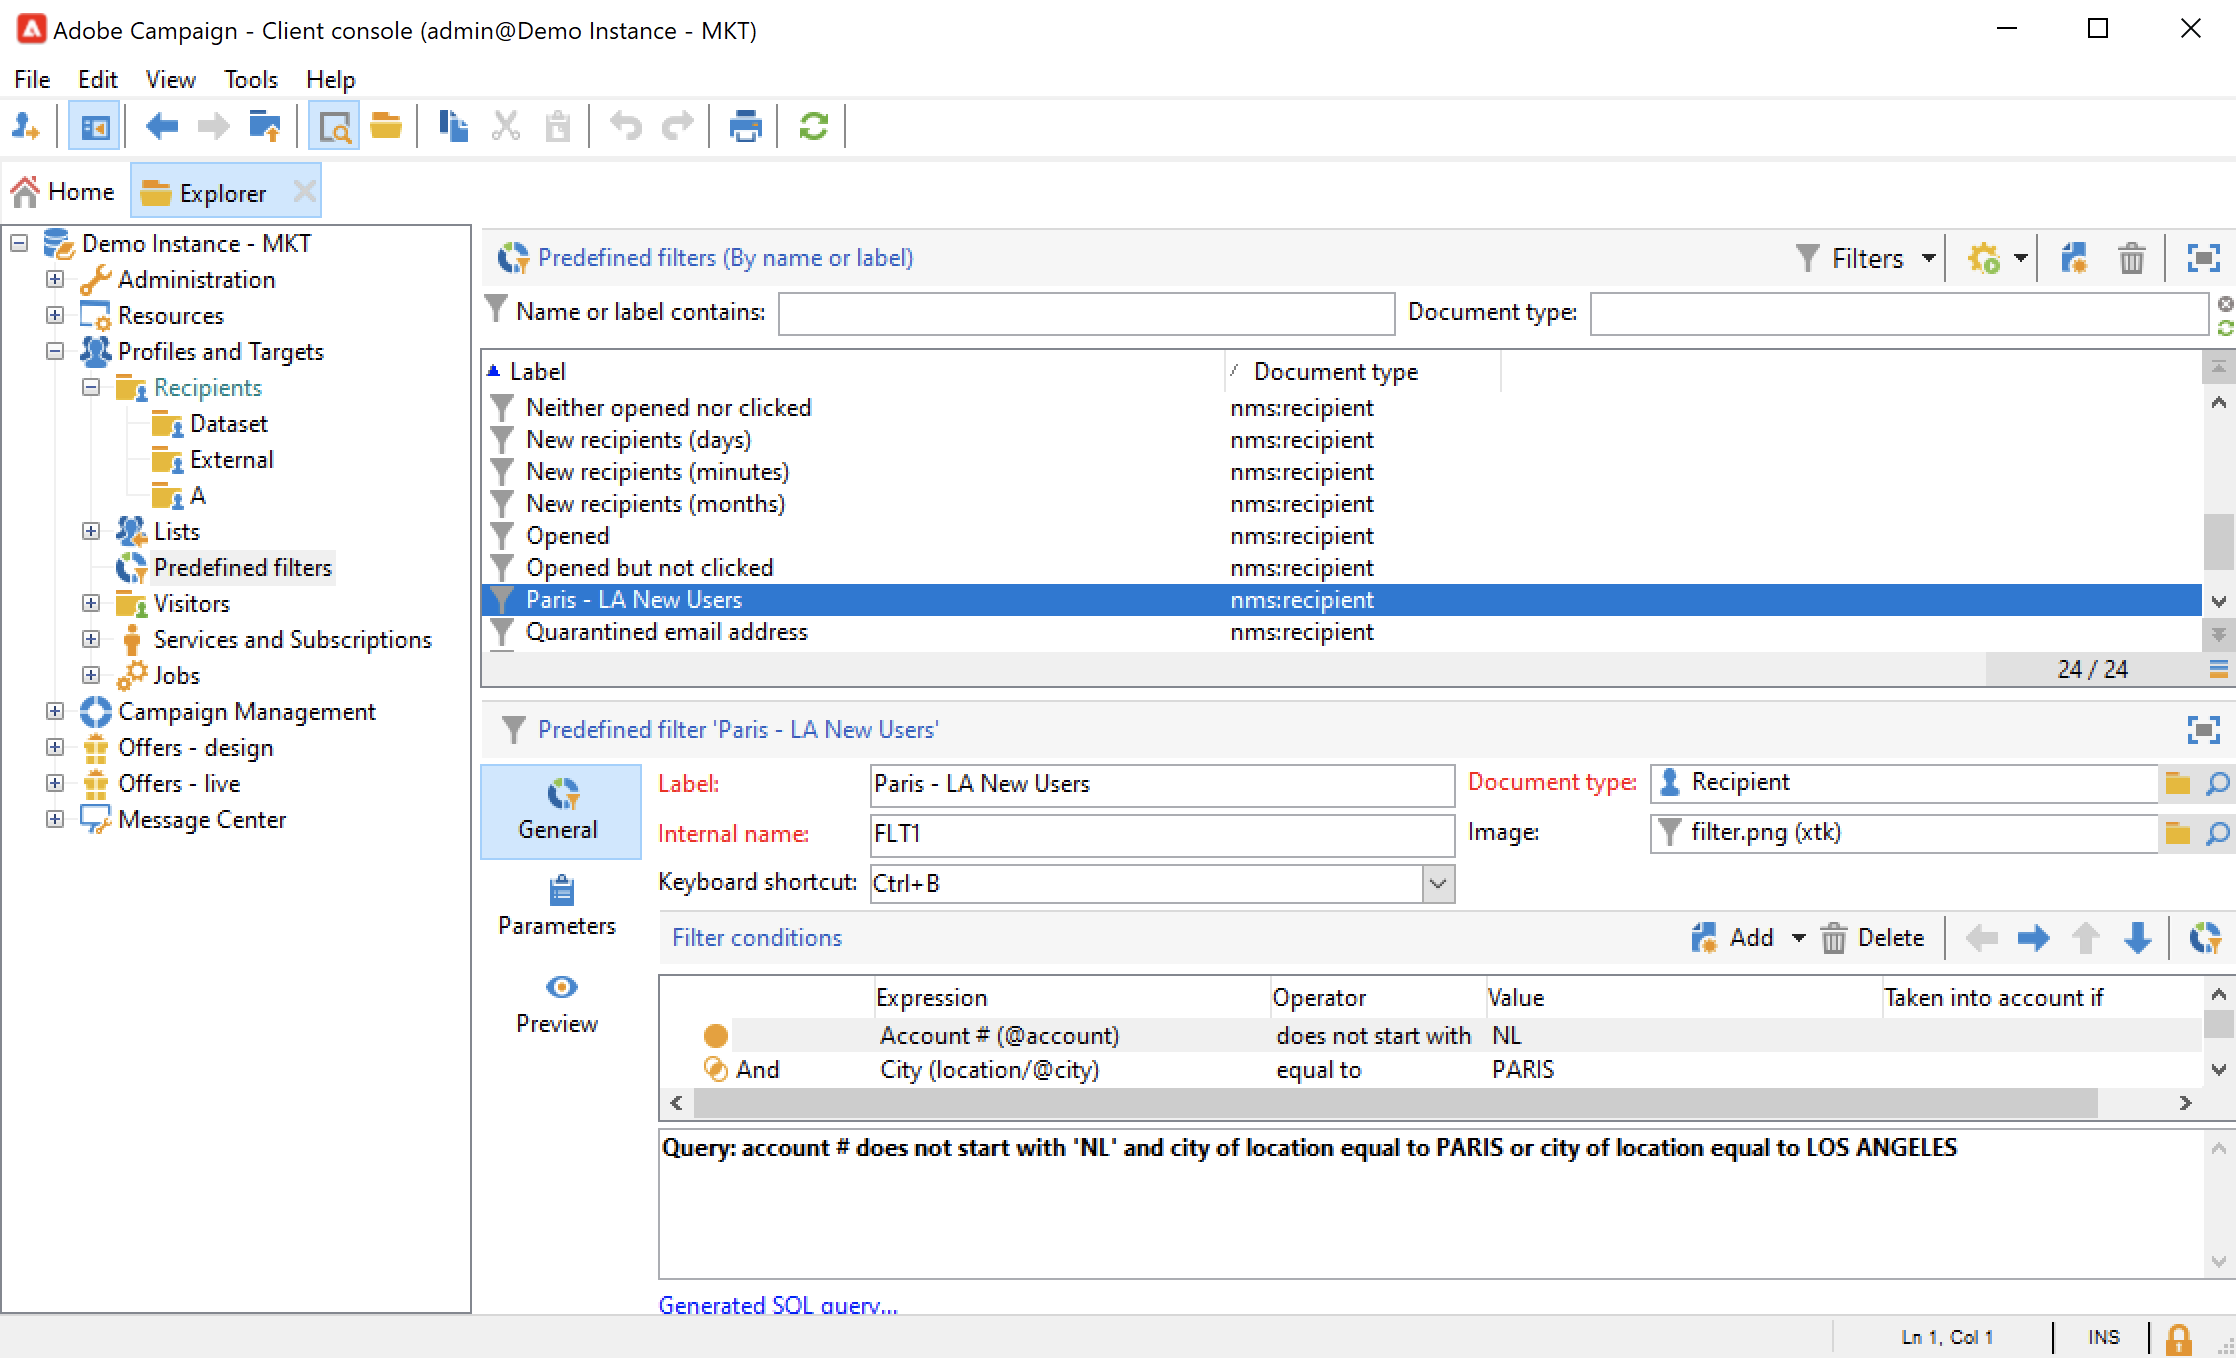 Adobe Campaign - Client console (admin@Demo Instance - MKT)
File Edit View Tools Help
Home Explorer
Demo Instance - MKT
Administration
Resources
Profiles and Targets
Recipients
Dataset
External
A
Lists
Predefined filters
Visitors
Services and Subscriptions
Jobs
Campaign Management
Offers - design
Offers - live
Message Center
Predefined filters (By name or label) Filters
Name or label contains: Document type:
Label Document type
Neither opened nor clicked nms:recipient
New recipients (days) nms:recipient
New recipients (minutes) nms:recipient
New recipients (months) nms:recipient
Opened nms:recipient
Opened but not clicked nms:recipient
Paris - LA New Users nms:recipient
Quarantined email address nms:recipient
24 / 24
Predefined filter 'Paris - LA New Users'
General
Parameters
Preview
Label: Paris - LA New Users Document type: Recipient
Internal name: FLT1 Image: filter.png (xtk)
Keyboard shortcut: Ctrl+B
Filter conditions Add Delete
Expression Operator Value Taken into account if
Account # (@account) does not start with NL
And City (location/@city) equal to PARIS
Query: account # does not start with 'NL' and city of location equal to PARIS or city of location equal to LOS ANGELES
Generated SQL query...
Ln 1, Col 1 INS